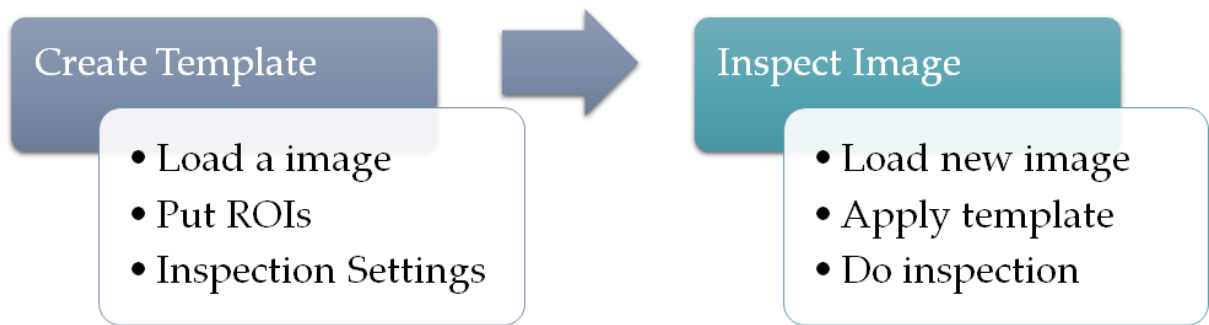 Create Template
• Load a image
• Put ROIs
• Inspection Settings
Inspect Image
• Load new image
• Apply template
• Do inspection